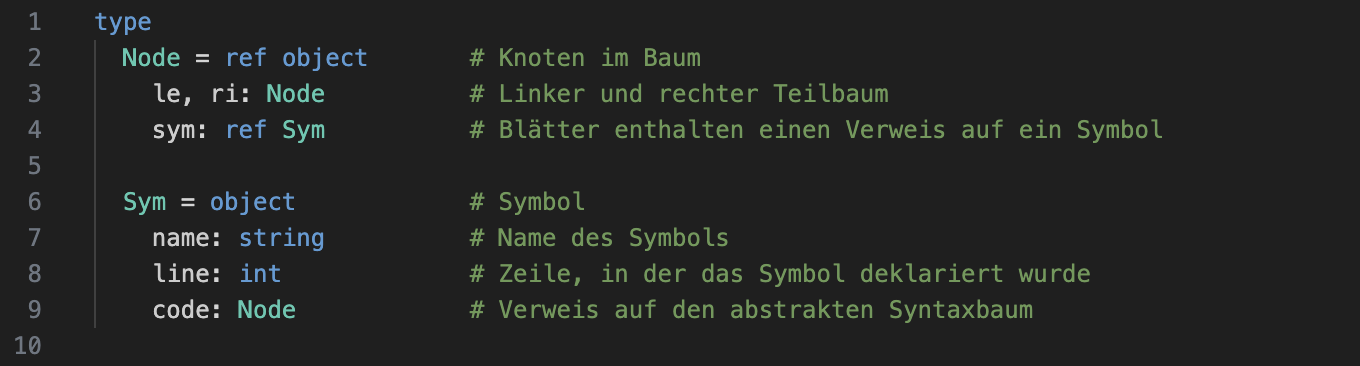 1 type
2 Node = ref object # Knoten im Baum
3 le, ri: Node # Linker und rechter Teilbaum
4 sym: ref Sym # Blätter enthalten einen Verweis auf ein Symbol
5
6 Sym = object # Symbol
7 name: string # Name des Symbols
8 line: int # Zeile, in der das Symbol deklariert wurde
9 code: Node # Verweis auf den abstrakten Syntaxbaum
10